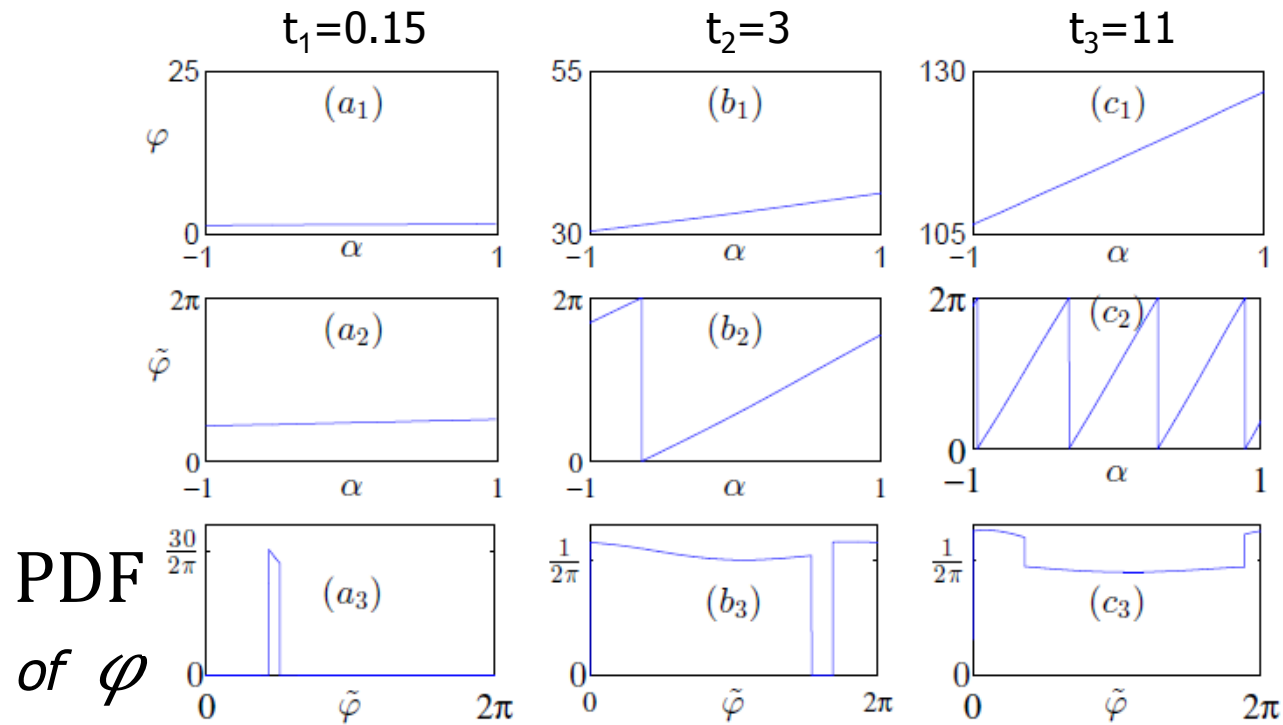 t₁=0.15 t₂=3 t₃=11
25 55 130
(a₁) (b₁) (c₁)
φ
0 30 105
−1 α 1 −1 α 1 −1 α 1
2π 2π 2π
(a₂) (b₂) (c₂)
φ̃
0 0 0
−1 α 1 −1 α 1 −1 α 1
PDF
of φ
30/2π 1/2π 1/2π
(a₃) (b₃) (c₃)
0 0 0
0 φ̃ 2π 0 φ̃ 2π 0 φ̃ 2π